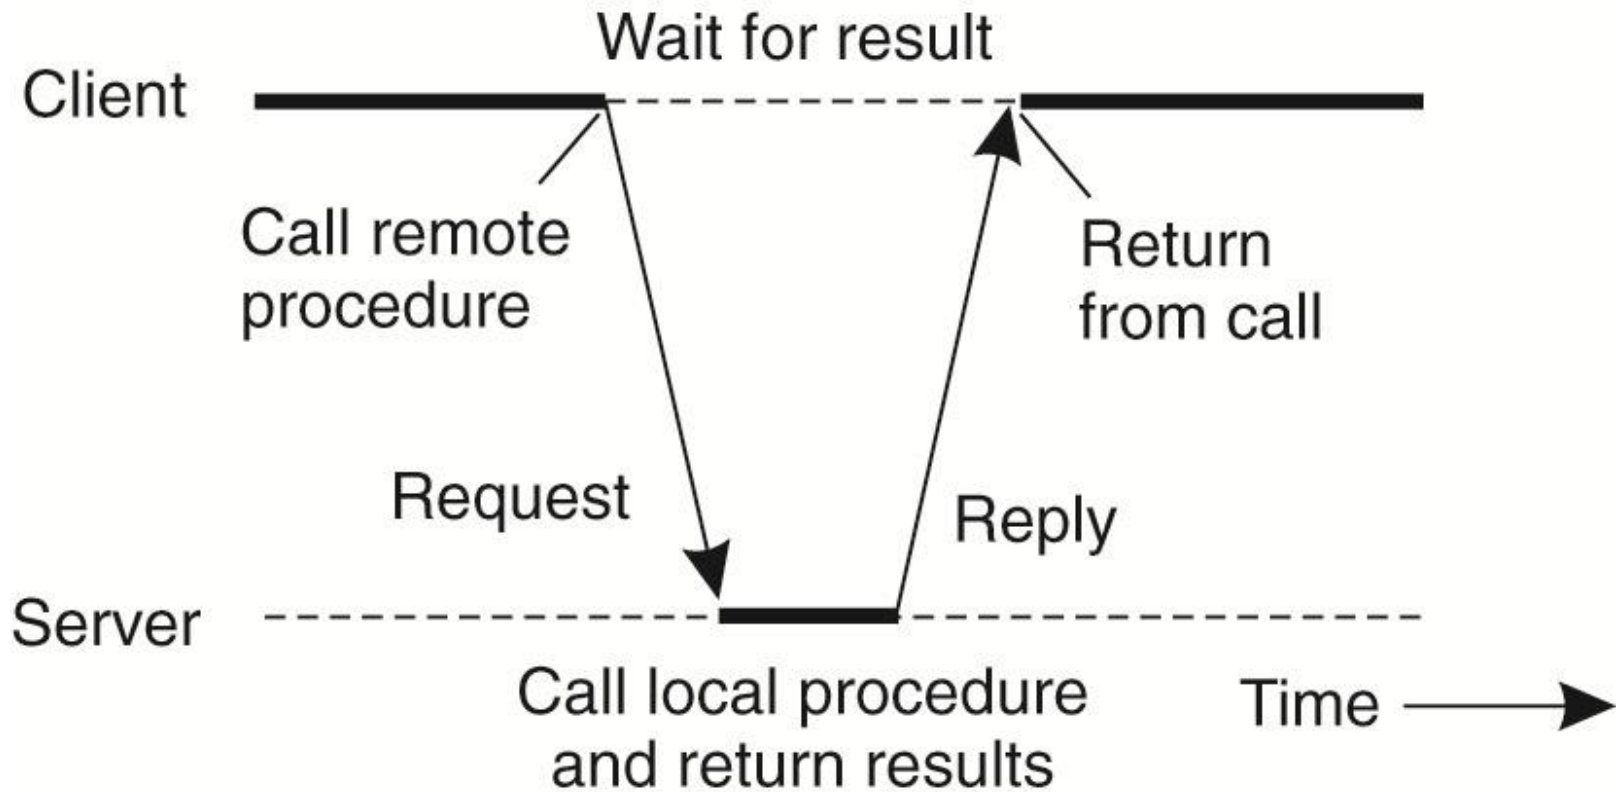 Wait for result
Client
Call remote
procedure
Return
from call
Request
Reply
Server
Call local procedure
and return results
Time